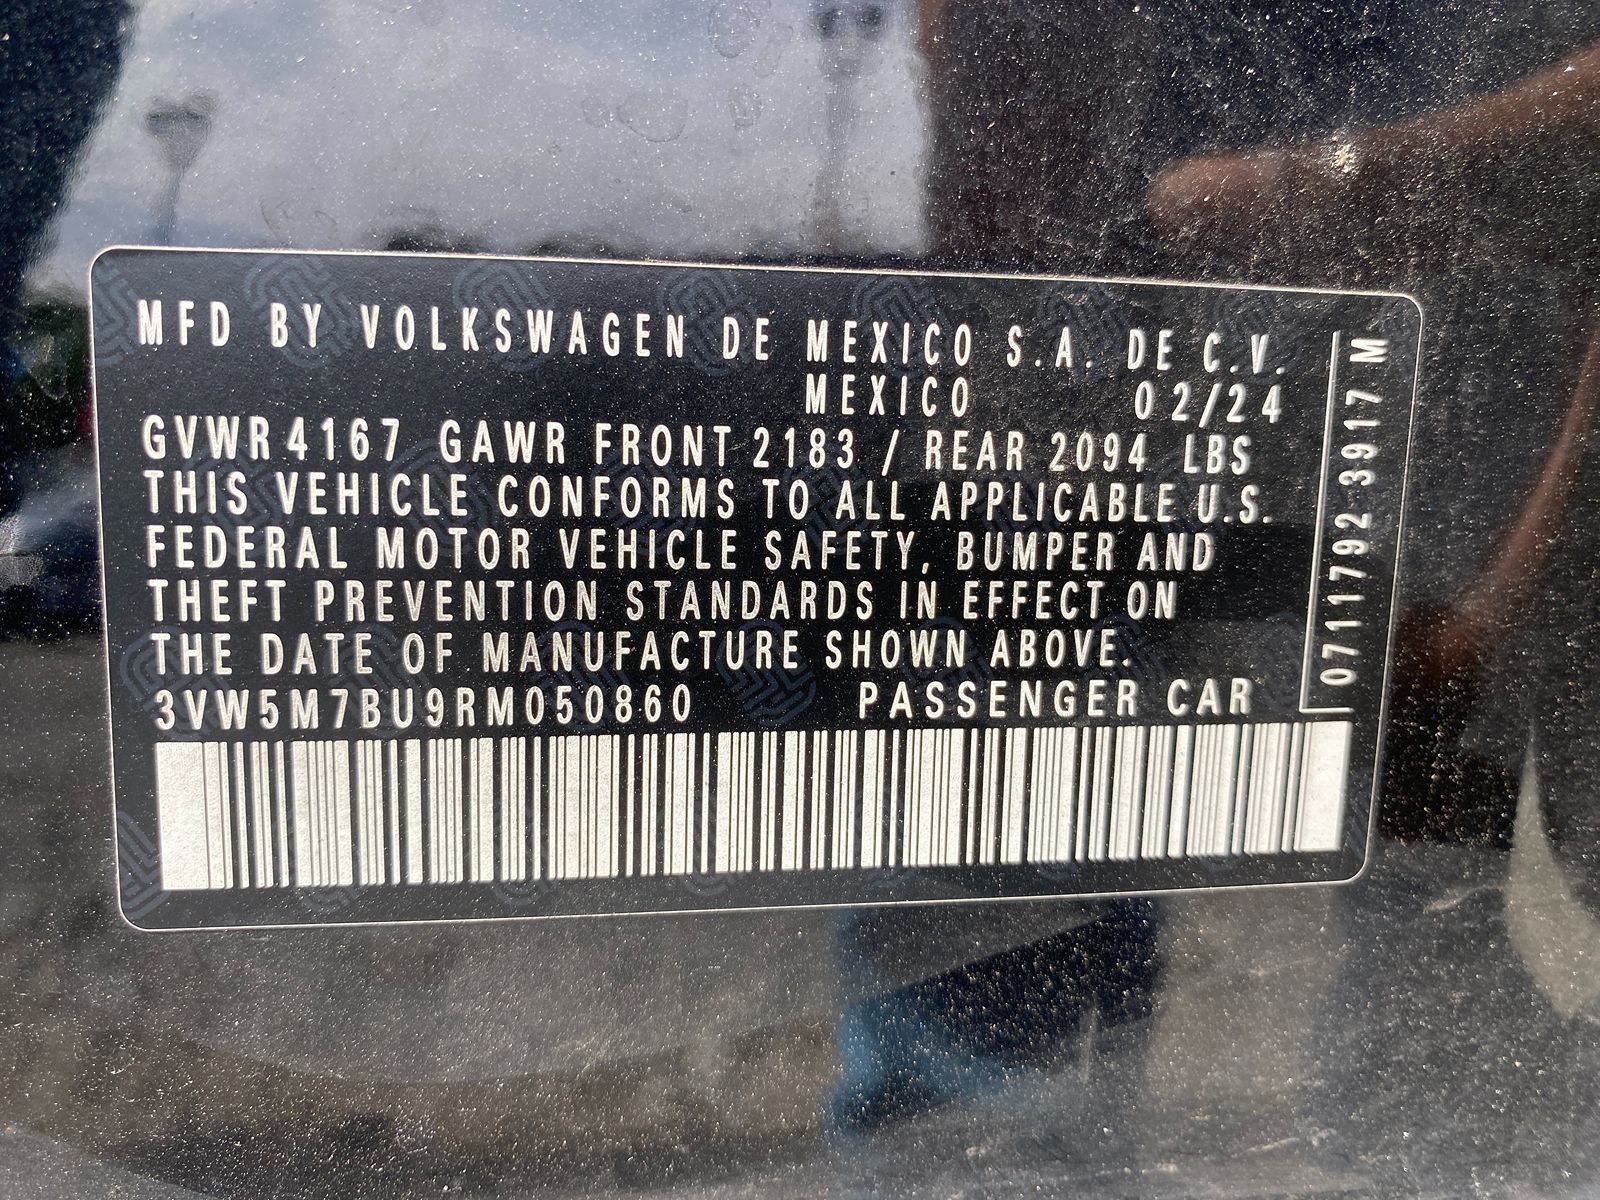 MFD BY VOLKSWAGEN DE MEXICO S.A. DE C.V.
MEXICO 02/24
GVWR 4167 GAWR FRONT 2183 / REAR 2094 LBS
THIS VEHICLE CONFORMS TO ALL APPLICABLE U.S.
FEDERAL MOTOR VEHICLE SAFETY, BUMPER AND
THEFT PREVENTION STANDARDS IN EFFECT ON
THE DATE OF MANUFACTURE SHOWN ABOVE.
3VW5M7BU9RM050860 PASSENGER CAR
0711792-3917 M